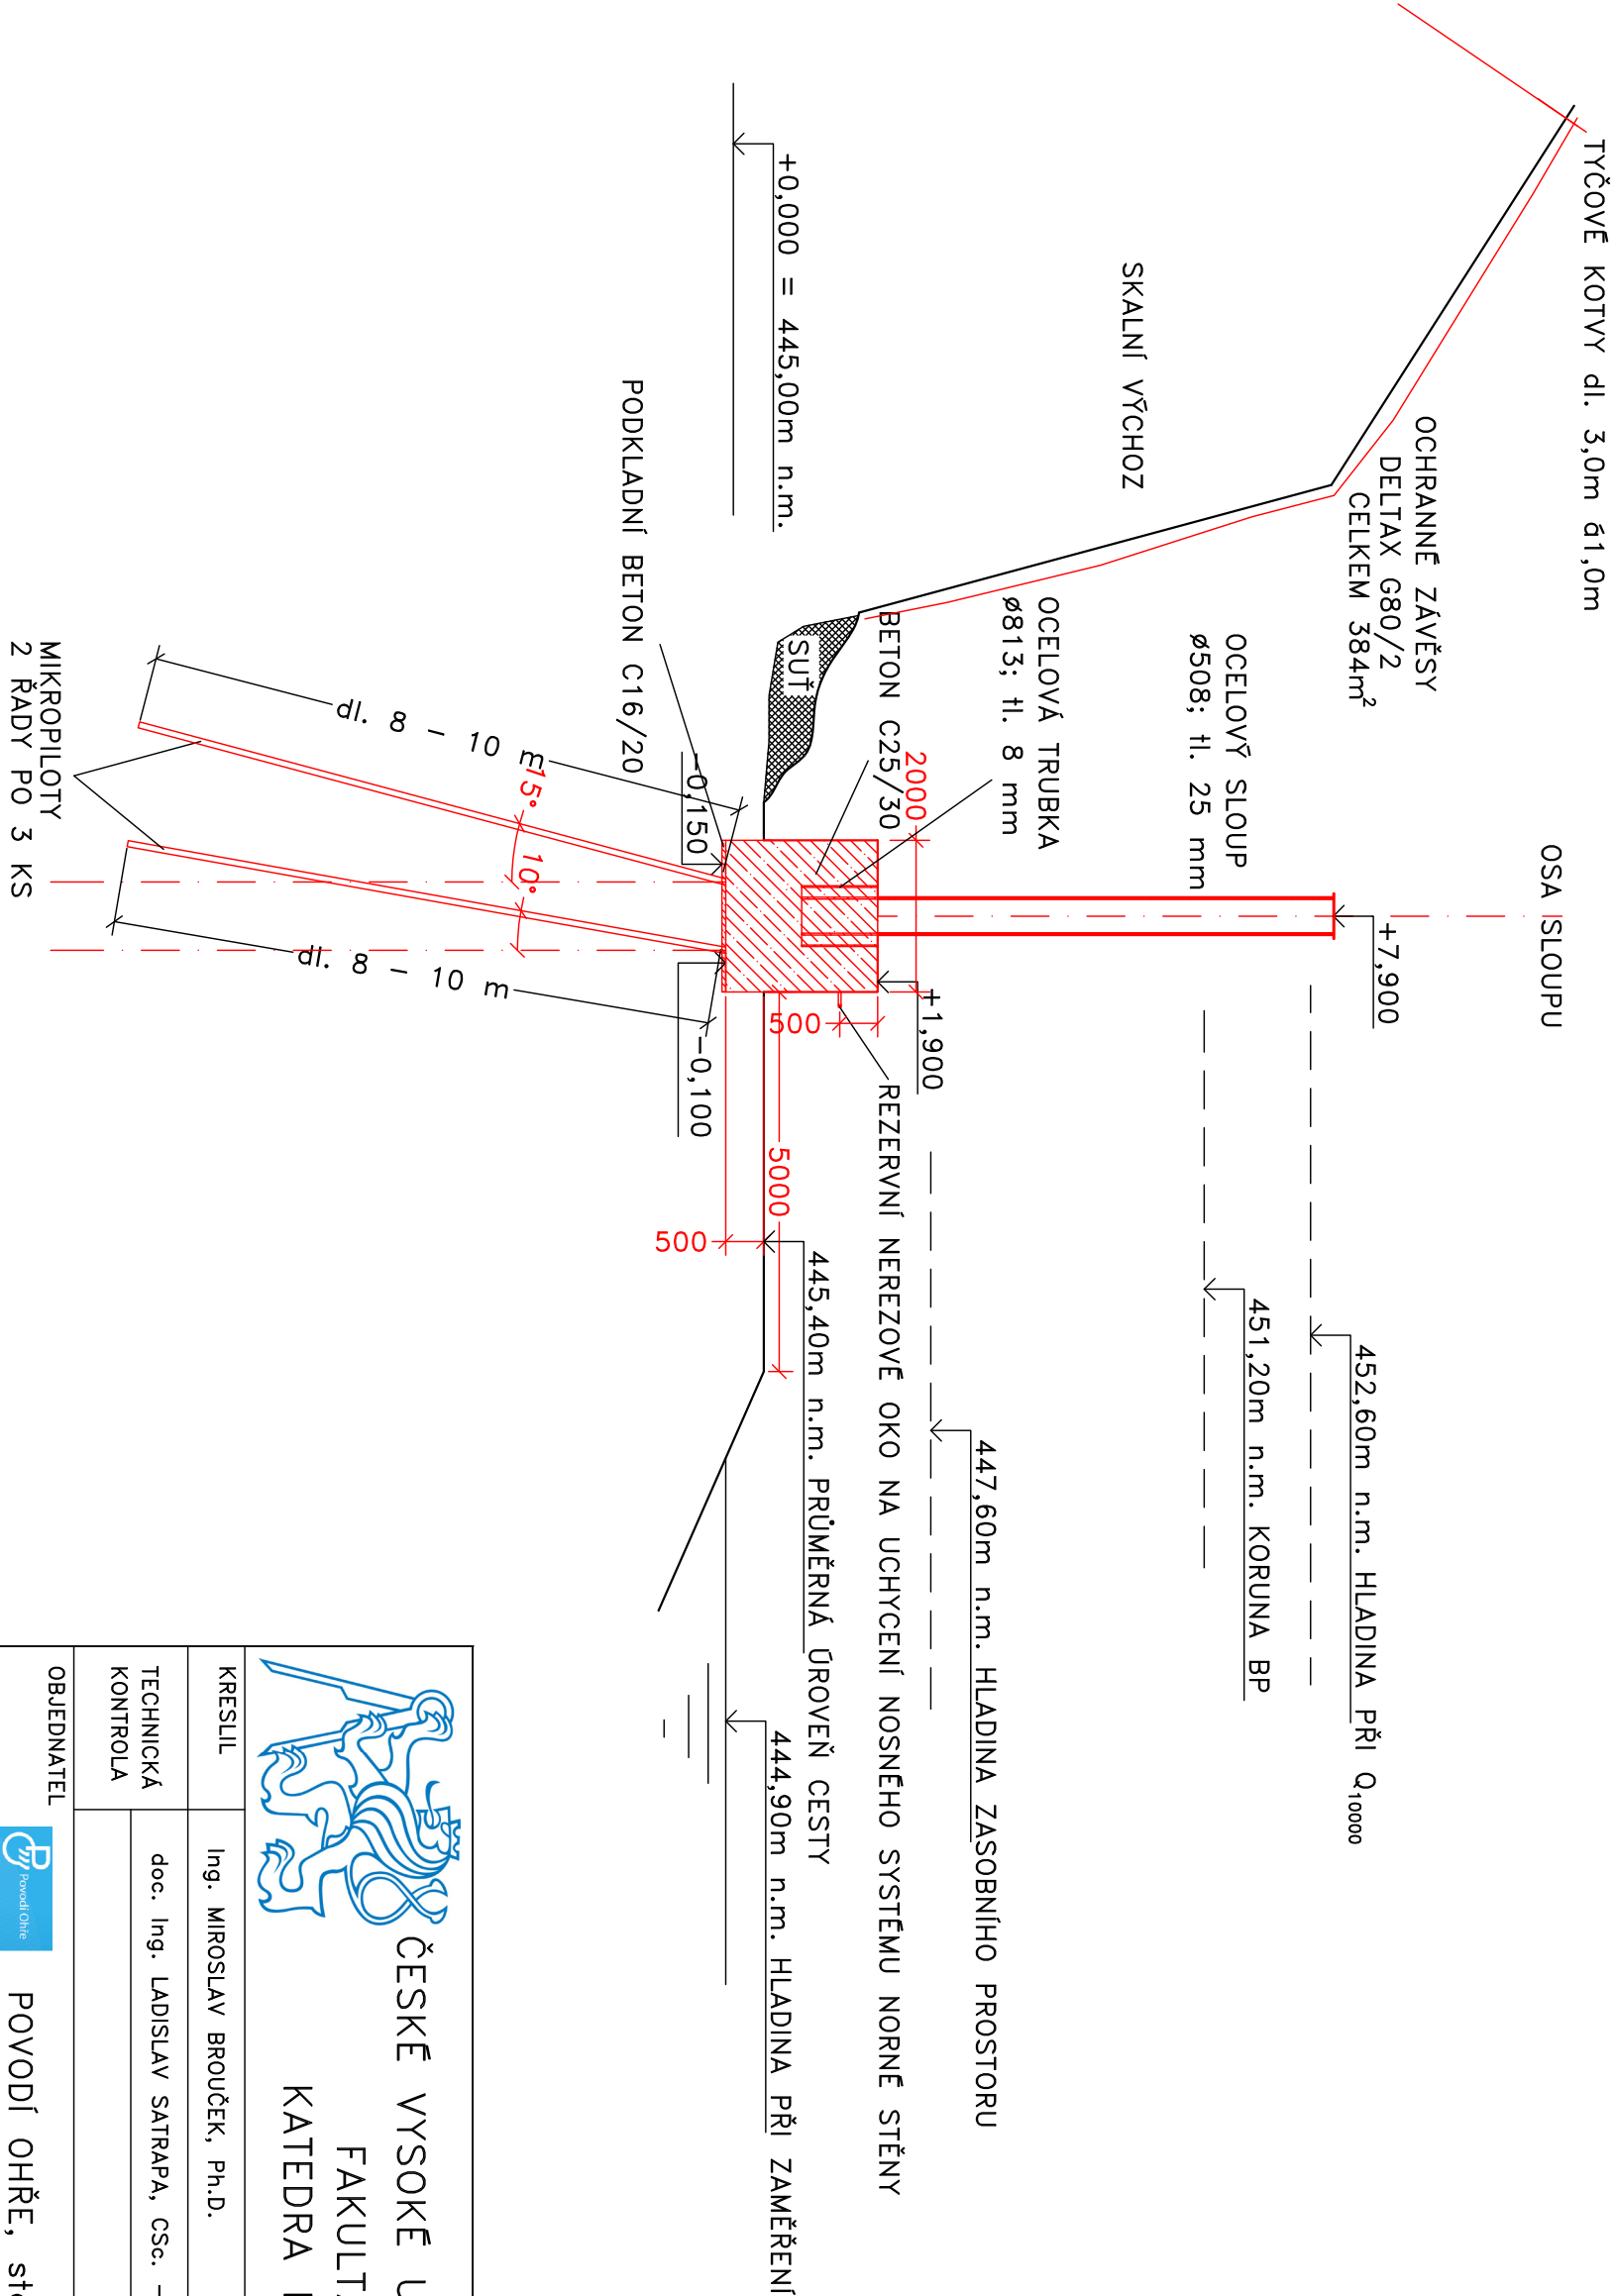 TYČOVÉ KOTVY dl. 3,0m á1,0m
OCHRANNÉ ZÁVĚSY
DELTAX G80/2
CELKEM 384m²
OSA SLOUPU
+7,900
452,60m n.m. HLADINA PŘI Q10000
OCELOVÝ SLOUP
ø508; tl. 25 mm
451,20m n.m. KORUNA BP
SKALNÍ VÝCHOZ
OCELOVÁ TRUBKA
ø813; tl. 8 mm
447,60m n.m. HLADINA ZÁSOBNÍHO PROSTORU
+1,900
2000
BETON C25/30
REZERVNÍ NEREZOVÉ OKO NA UCHYCENÍ NOSNÉHO SYSTÉMU NORNÉ STĚNY
500
SUŤ
445,40m n.m. PRŮMĚRNÁ ÚROVEŇ CESTY
+0,000 = 445,00m n.m.
5000
444,90m n.m. HLADINA PŘI ZAMĚŘENÍ
-0,150
-0,100
500
PODKLADNÍ BETON C16/20
15°
10°
dl. 8 - 10 m
dl. 8 - 10 m
MIKROPILOTY
2 ŘADY PO 3 KS
ČESKÉ VYSOKÉ
KATEDRA
KRESLIL
Ing. MIROSLAV BROUČEK, Ph.D.
TECHNICKÁ
KONTROLA
doc. Ing. LADISLAV SATRAPA, CSc. -
OBJEDNATEL
Povodí Ohře
POVODÍ OHŘE,